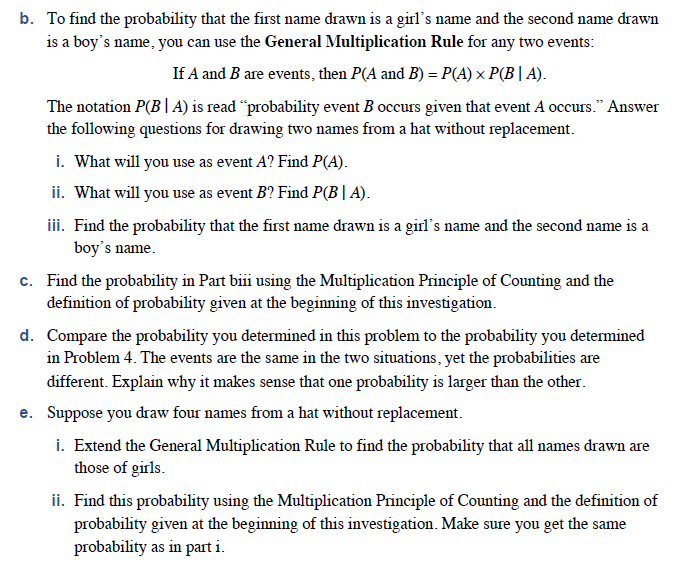 b. To find the probability that the first name drawn is a girl's name and the second name drawn
is a boy's name, you can use the General Multiplication Rule for any two events:
If A and B are events, then P(A and B) = P(A) × P(B | A).
The notation P(B | A) is read "probability event B occurs given that event A occurs." Answer
the following questions for drawing two names from a hat without replacement.
i. What will you use as event A? Find P(A).
ii. What will you use as event B? Find P(B | A).
iii. Find the probability that the first name drawn is a girl's name and the second name is a
boy's name.
c. Find the probability in Part biii using the Multiplication Principle of Counting and the
definition of probability given at the beginning of this investigation.
d. Compare the probability you determined in this problem to the probability you determined
in Problem 4. The events are the same in the two situations, yet the probabilities are
different. Explain why it makes sense that one probability is larger than the other.
e. Suppose you draw four names from a hat without replacement.
i. Extend the General Multiplication Rule to find the probability that all names drawn are
those of girls.
ii. Find this probability using the Multiplication Principle of Counting and the definition of
probability given at the beginning of this investigation. Make sure you get the same
probability as in part i.